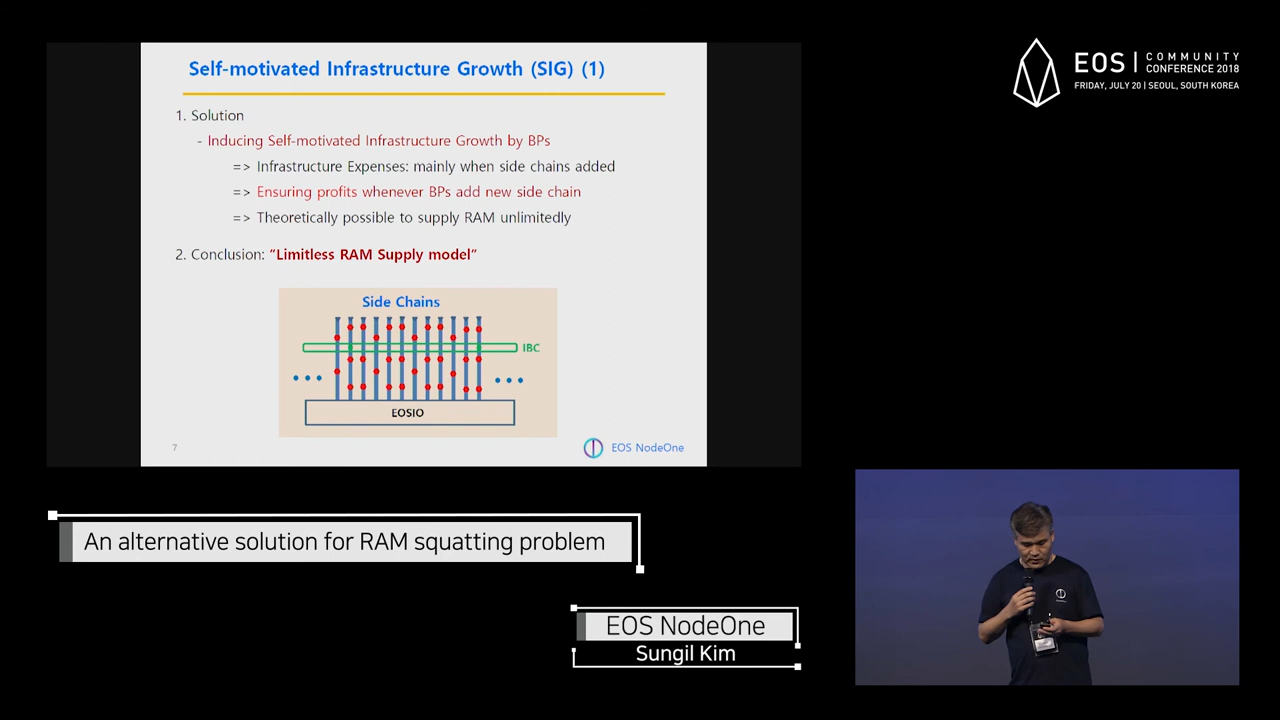 Self-motivated Infrastructure Growth (SIG) (1)
1. Solution
- Inducing Self-motivated Infrastructure Growth by BPs
=> Infrastructure Expenses: mainly when side chains added
=> Ensuring profits whenever BPs add new side chain
=> Theoretically possible to supply RAM unlimitedly
2. Conclusion: “Limitless RAM Supply model”
Side Chains
IBC
EOSIO
7
EOS NodeOne
EOS | COMMUNITY
CONFERENCE 2018
FRIDAY, JULY 20 | SEOUL, SOUTH KOREA
An alternative solution for RAM squatting problem
EOS NodeOne
Sungil Kim